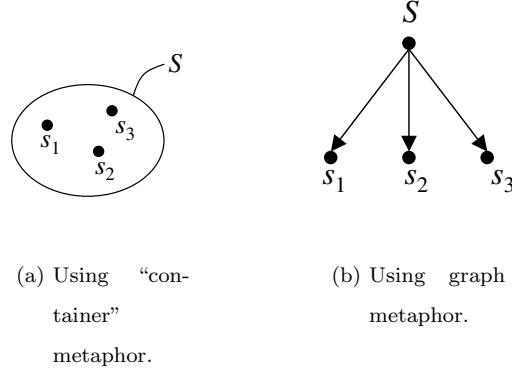 S
S
s1
s3
s2
s1
s2
s3
(a) Using “con-
tainer”
metaphor.
(b) Using graph
metaphor.